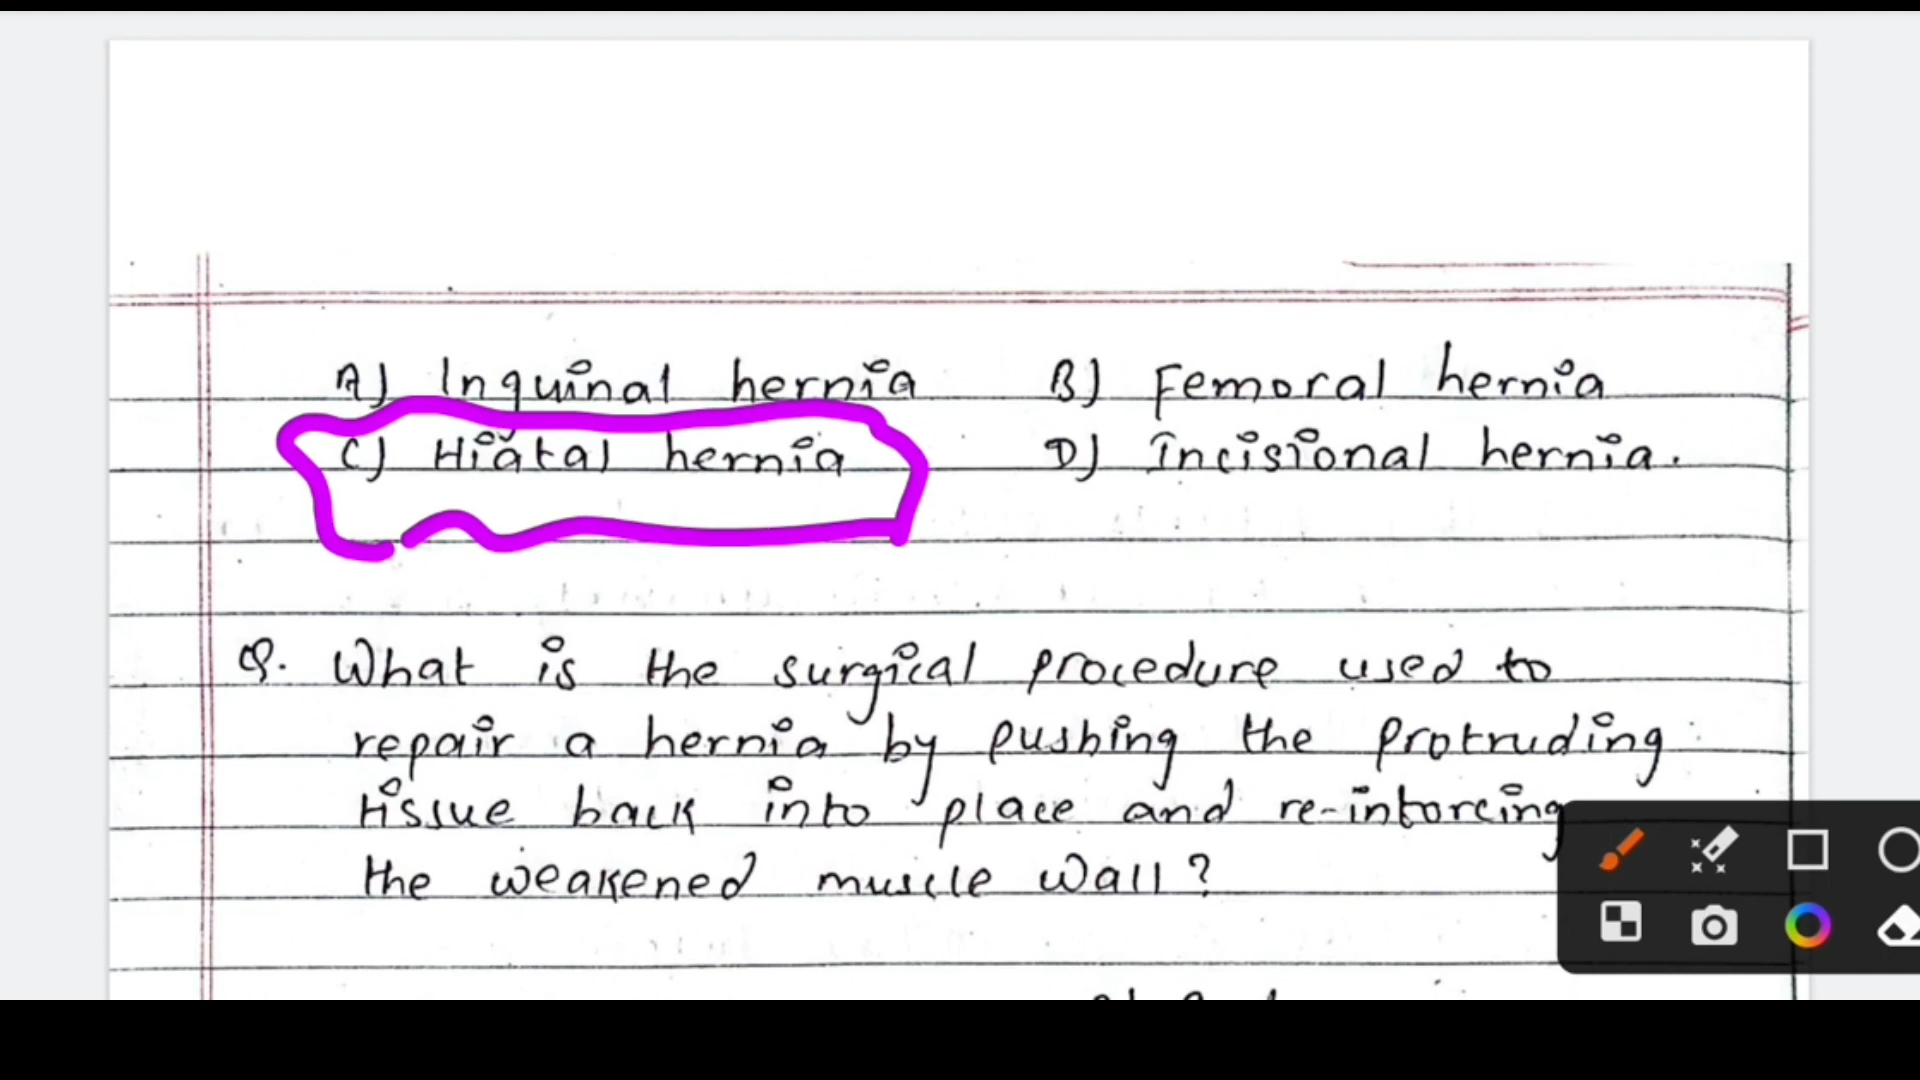 A) Inguinal hernia B) Femoral hernia
C) Hiatal hernia D) Incisional hernia.
Q. What is the surgical procedure used to
repair a hernia by pushing the protruding
tissue back into place and re-inforcing
the weakened muscle wall?